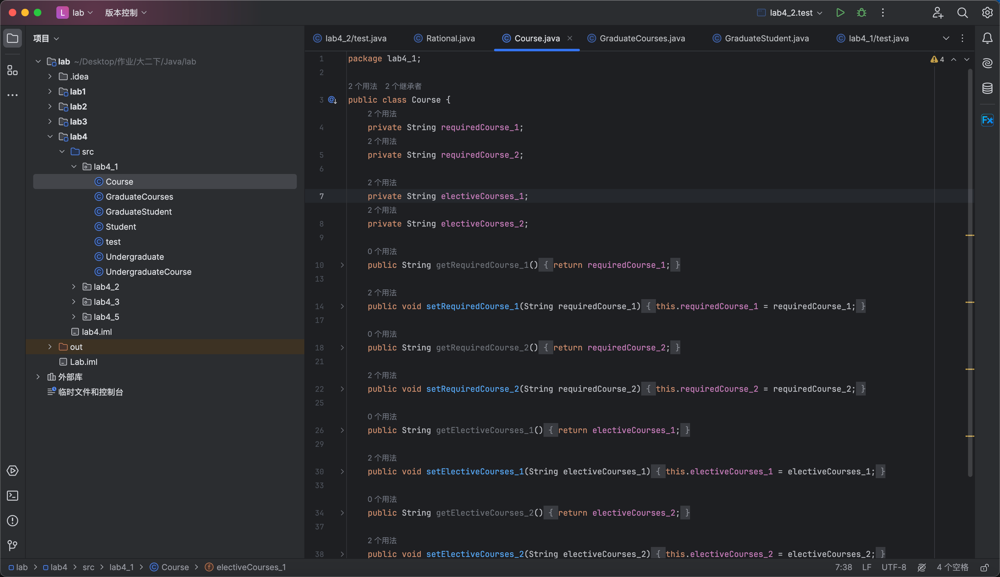 L lab 版本控制 lab4_2.test
项目
lab ~/Desktop/作业/大二下/Java/lab
.idea
lab1
lab2
lab3
lab4
src
lab4_1
Course
GraduateCourses
GraduateStudent
Student
test
Undergraduate
UndergraduateCourse
lab4_2
lab4_3
lab4_5
lab4.iml
out
Lab.iml
外部库
临时文件和控制台
lab4_2/test.java Rational.java Course.java GraduateCourses.java GraduateStudent.java lab4_1/test.java
4
Fx
1 package lab4_1;
2
2 个用法 2 个继承者
3 public class Course {
2 个用法
4 private String requiredCourse_1;
2 个用法
5 private String requiredCourse_2;
6
2 个用法
7 private String electiveCourses_1;
2 个用法
8 private String electiveCourses_2;
9
0 个用法
10 public String getRequiredCourse_1() { return requiredCourse_1; }
13
2 个用法
14 public void setRequiredCourse_1(String requiredCourse_1) { this.requiredCourse_1 = requiredCourse_1; }
17
0 个用法
18 public String getRequiredCourse_2() { return requiredCourse_2; }
21
2 个用法
22 public void setRequiredCourse_2(String requiredCourse_2) { this.requiredCourse_2 = requiredCourse_2; }
25
0 个用法
26 public String getElectiveCourses_1() { return electiveCourses_1; }
29
2 个用法
30 public void setElectiveCourses_1(String electiveCourses_1) { this.electiveCourses_1 = electiveCourses_1; }
33
0 个用法
34 public String getElectiveCourses_2() { return electiveCourses_2; }
37
2 个用法
38 public void setElectiveCourses_2(String electiveCourses_2) { this.electiveCourses_2 = electiveCourses_2; }
lab > lab4 > src > lab4_1 > Course > electiveCourses_1 7:38 LF UTF-8 4 个空格